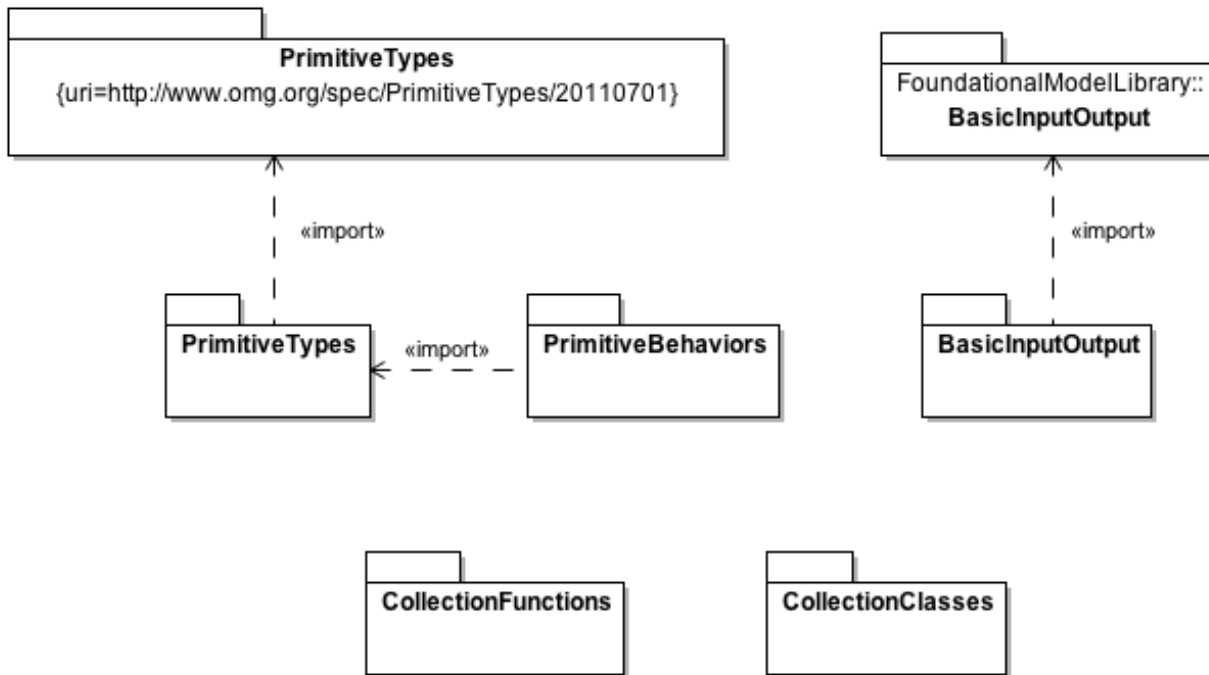 PrimitiveTypes
{uri=http://www.omg.org/spec/PrimitiveTypes/20110701}
FoundationalModelLibrary::
BasicInputOutput
«import»
«import»
PrimitiveTypes
«import»
PrimitiveBehaviors
BasicInputOutput
CollectionFunctions
CollectionClasses